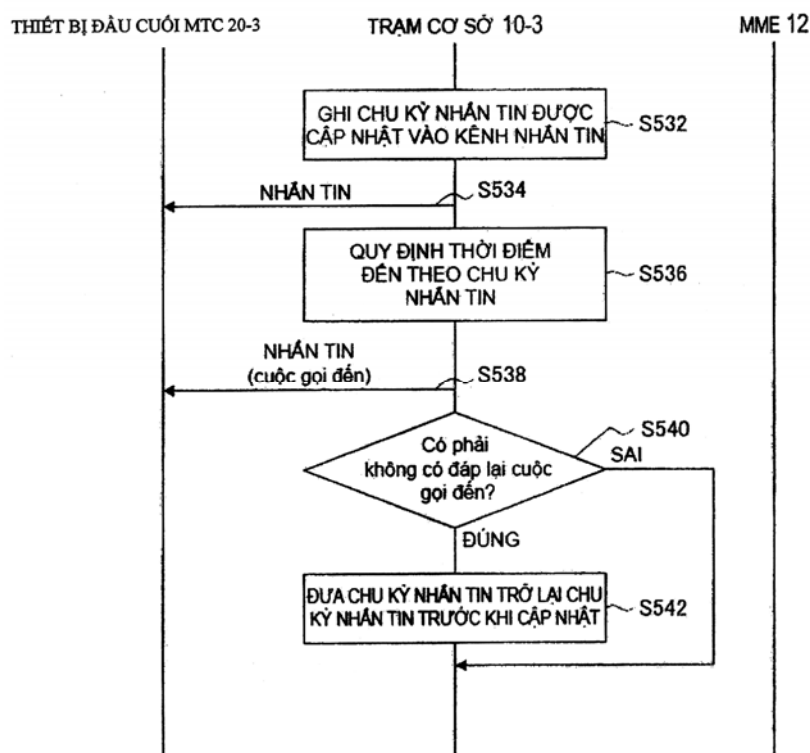 THIẾT BỊ ĐẦU CUỐI MTC 20-3
TRẠM CƠ SỞ 10-3
MME 12
GHI CHU KỲ NHẮN TIN ĐƯỢC
CẬP NHẬT VÀO KÊNH NHẮN TIN
S532
NHẮN TIN
S534
QUY ĐỊNH THỜI ĐIỂM
ĐẾN THEO CHU KỲ
NHẮN TIN
S536
NHẮN TIN
(cuộc gọi đến)
S538
Có phải
không có đáp lại cuộc
gọi đến?
S540
SAI
ĐÚNG
ĐƯA CHU KỲ NHẮN TIN TRỞ LẠI CHU
KỲ NHẮN TIN TRƯỚC KHI CẬP NHẬT
S542